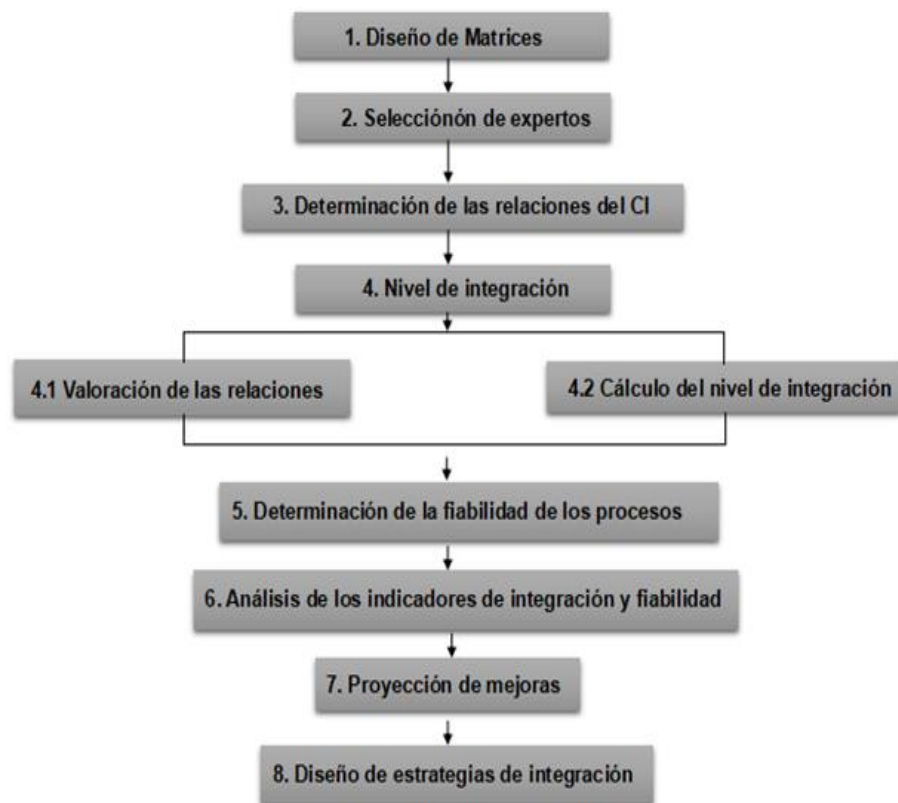 1. Diseño de Matrices
2. Selecciónón de expertos
3. Determinación de las relaciones del CI
4. Nivel de integración
4.1 Valoración de las relaciones
4.2 Cálculo del nivel de integración
5. Determinación de la fiabilidad de los procesos
6. Análisis de los indicadores de integración y fiabilidad
7. Proyección de mejoras
8. Diseño de estrategias de integración